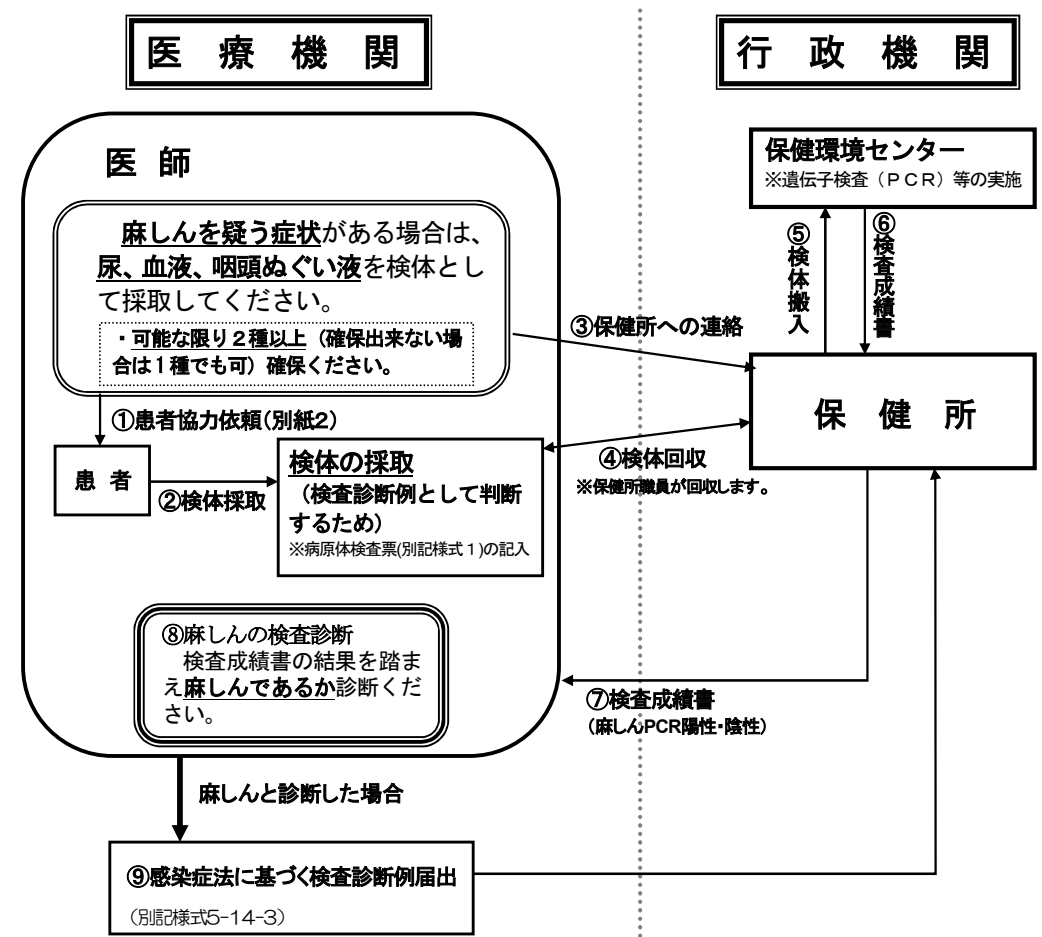 医 療 機 関
行 政 機 関
医 師
麻しんを疑う症状がある場合は、
尿、血液、咽頭ぬぐい液を検体とし
て採取してください。
・可能な限り２種以上（確保出来ない場
合は１種でも可）確保ください。
①患者協力依頼(別紙2)
患 者
②検体採取
検体の採取
（検査診断例として判断
するため）
※病原体検査票(別記様式１)の記入
③保健所への連絡
④検体回収
※保健所職員が回収します。
保健環境センター
※遺伝子検査（ＰＣＲ）等の実施
⑤検体搬入
⑥検査成績書
保 健 所
⑦検査成績書
（麻しんPCR陽性・陰性）
⑧麻しんの検査診断
検査成績書の結果を踏ま
え麻しんであるか診断くだ
さい。
麻しんと診断した場合
⑨感染症法に基づく検査診断例届出
（別記様式5-14-3）